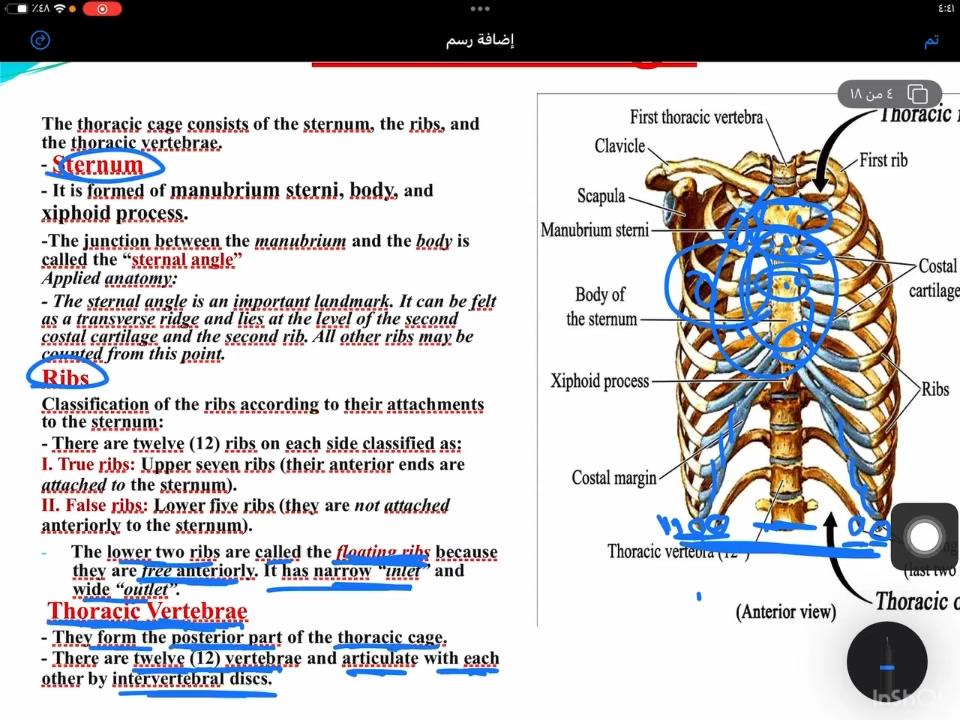 ٪٤٨
٤:٤١
إضافة رسم
تم
٤ من ١٨
The thoracic cage consists of the sternum, the ribs, and
the thoracic vertebrae.
- Sternum
- It is formed of manubrium sterni, body, and
xiphoid process.
-The junction between the manubrium and the body is
called the “sternal angle”
Applied anatomy:
- The sternal angle is an important landmark. It can be felt
as a transverse ridge and lies at the level of the second
costal cartilage and the second rib. All other ribs may be
counted from this point.
Ribs
Classification of the ribs according to their attachments
to the sternum:
- There are twelve (12) ribs on each side classified as:
I. True ribs: Upper seven ribs (their anterior ends are
attached to the sternum).
II. False ribs: Lower five ribs (they are not attached
anteriorly to the sternum).
- The lower two ribs are called the floating ribs because
they are free anteriorly. It has narrow “inlet” and
wide “outlet”.
Thoracic Vertebrae
- They form the posterior part of the thoracic cage.
- There are twelve (12) vertebrae and articulate with each
other by intervertebral discs.
First thoracic vertebra
Thoracic
Clavicle
First rib
Scapula
Manubrium sterni
Costal
cartilage
Body of
the sternum
Xiphoid process
Ribs
Costal margin
Thoracic vertebra (12
(last two
Thoracic
(Anterior view)
InShOt